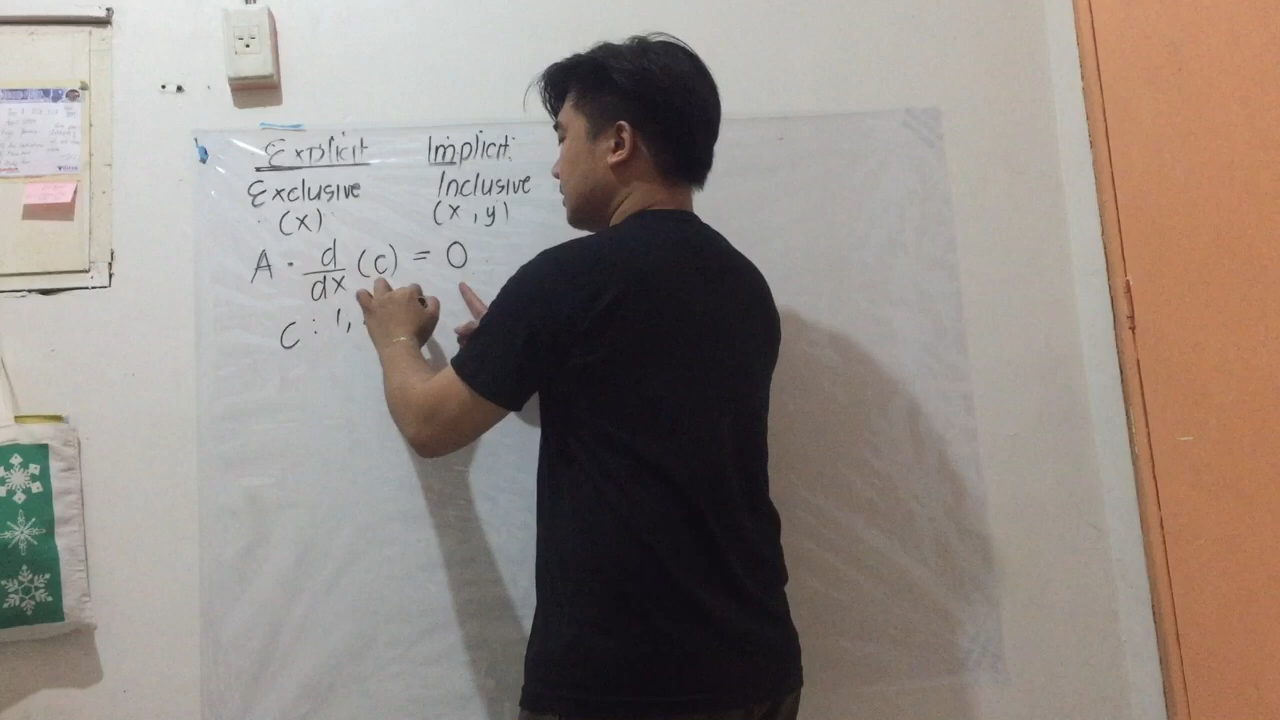 Explicit Implicit
Exclusive Inclusive
(x) (x, y)
A. d/dx (c) = 0
C: 1,